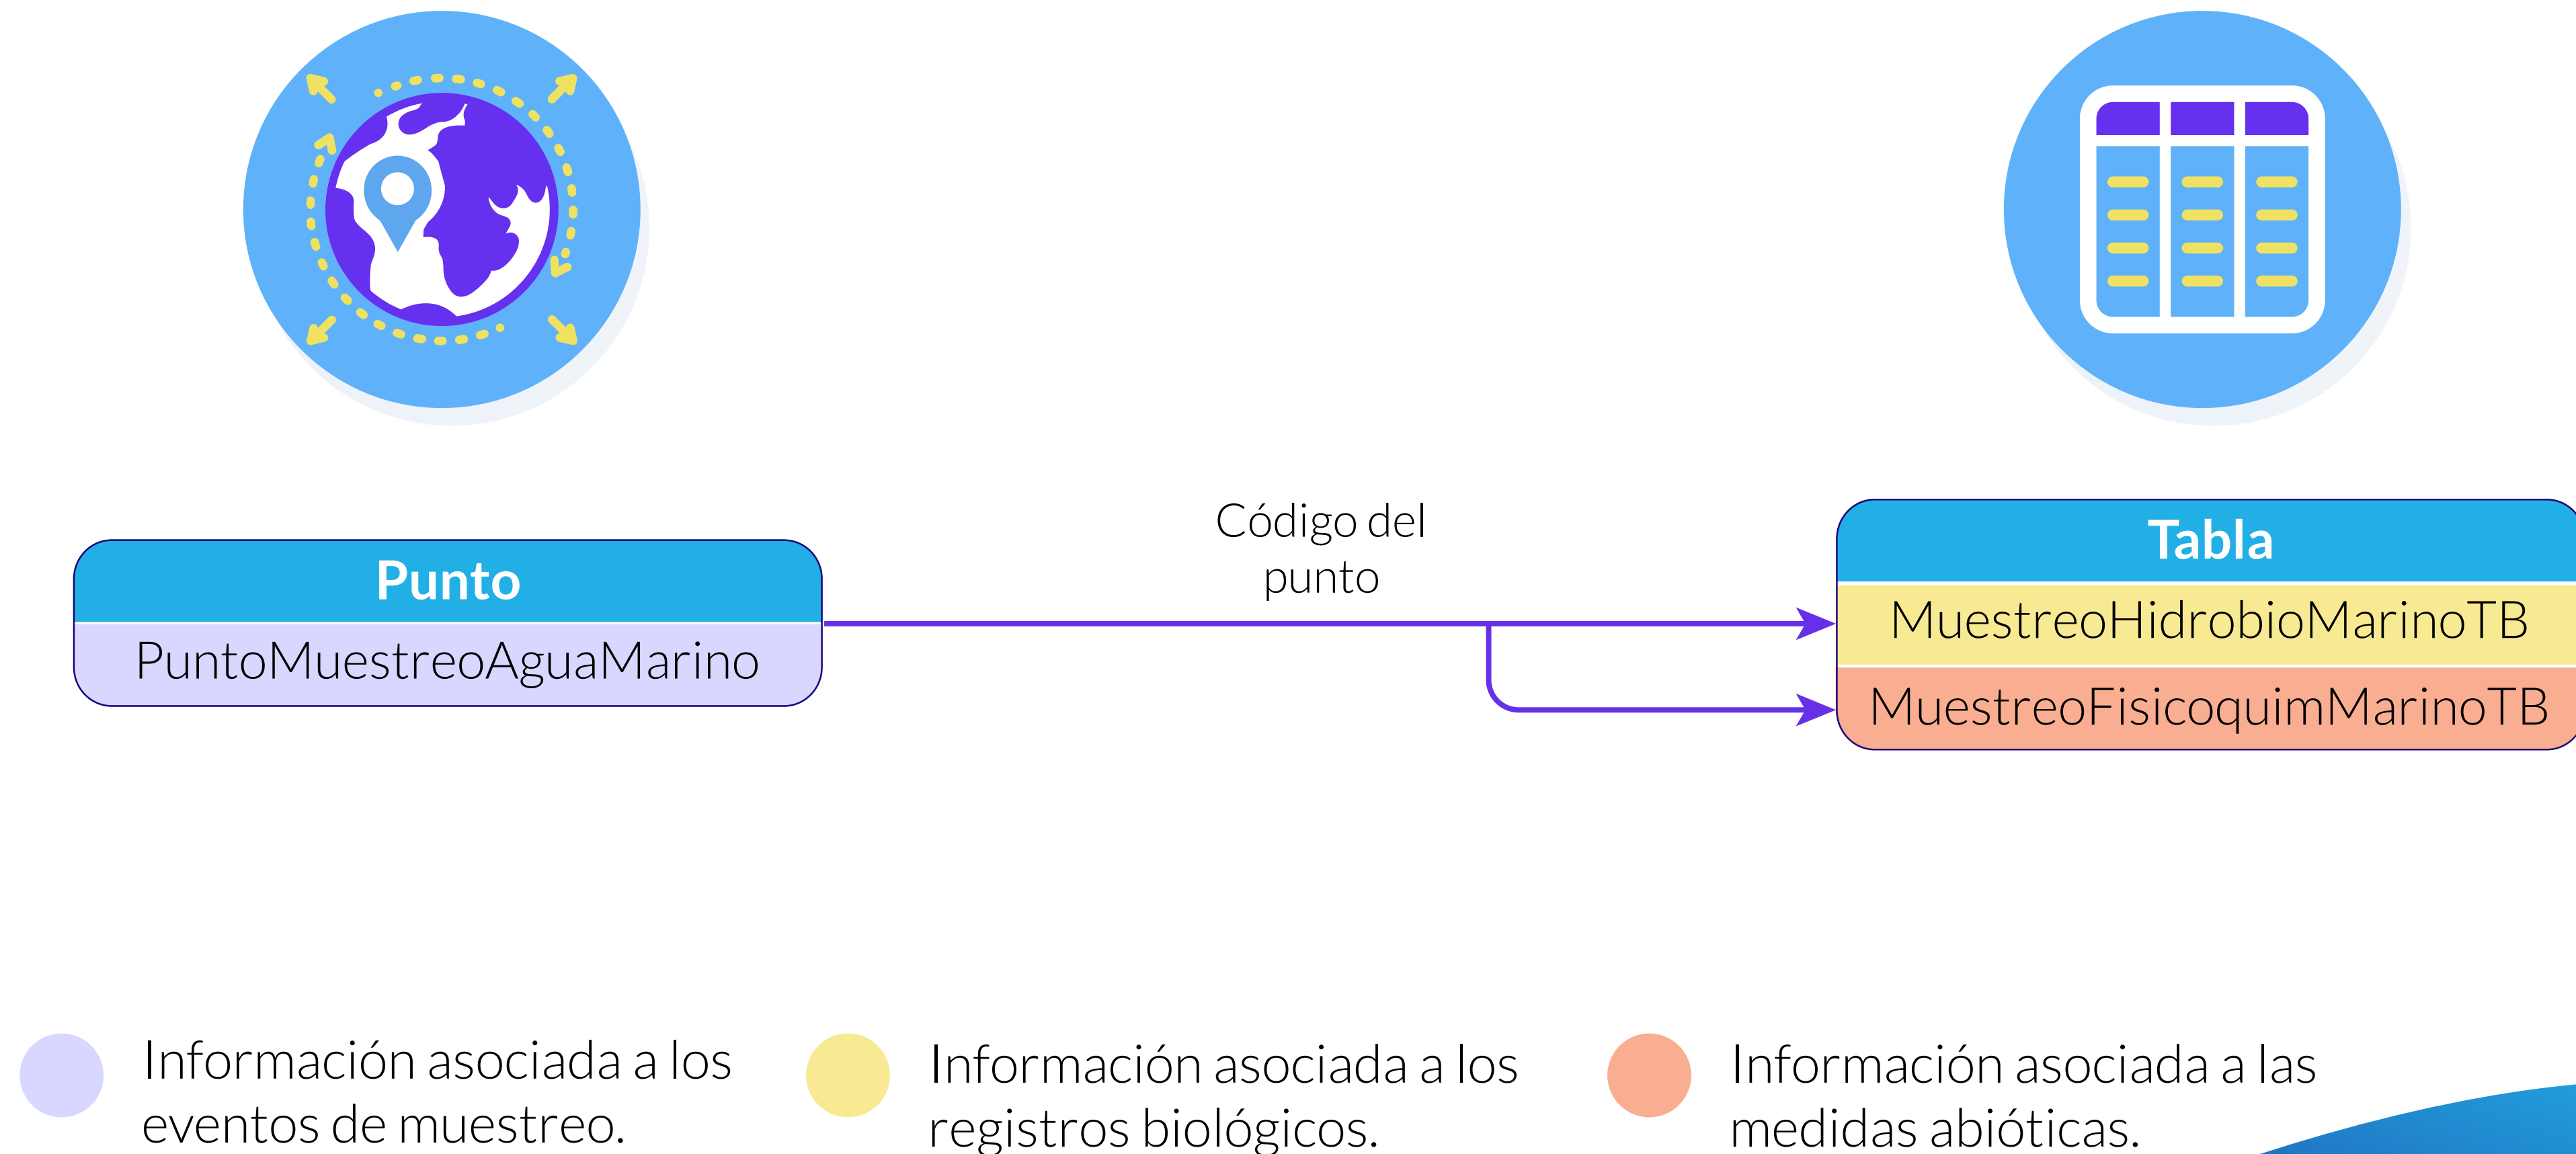 Código del
punto
Punto
PuntoMuestreoAguaMarino
Tabla
MuestreoHidrobioMarinoTB
MuestreoFisicoquimMarinoTB
Información asociada a los
eventos de muestreo.
Información asociada a los
registros biológicos.
Información asociada a las
medidas abióticas.